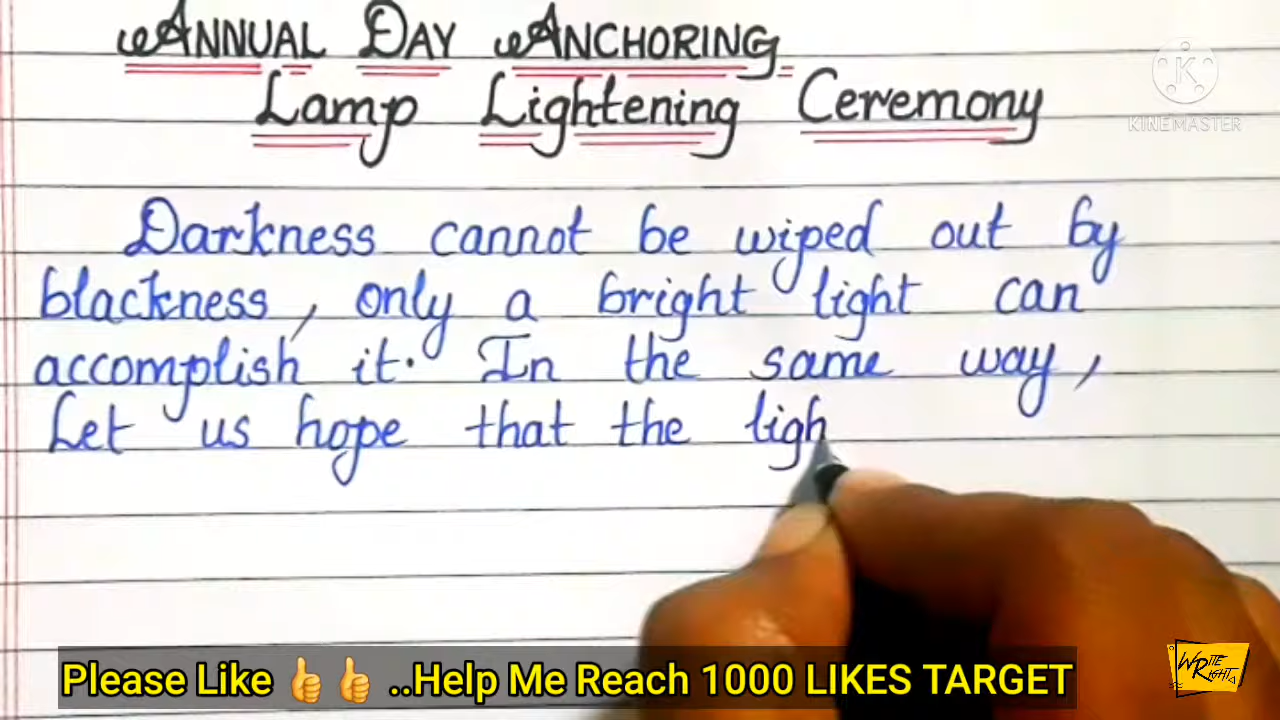 ANNUAL DAY ANCHORING
Lamp Lightening Ceremony
KINEMASTER
Darkness cannot be wiped out by
blackness, only a bright light can
accomplish it. In the same way,
Let us hope that the ligh
Please Like 👍👍 ..Help Me Reach 1000 LIKES TARGET
WRITE
RIGHT